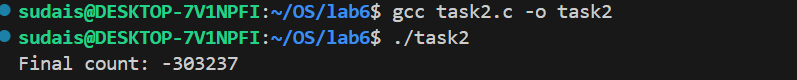 sudais@DESKTOP-7V1NPFI:~/OS/lab6$ gcc task2.c -o task2
sudais@DESKTOP-7V1NPFI:~/OS/lab6$ ./task2
Final count: -303237